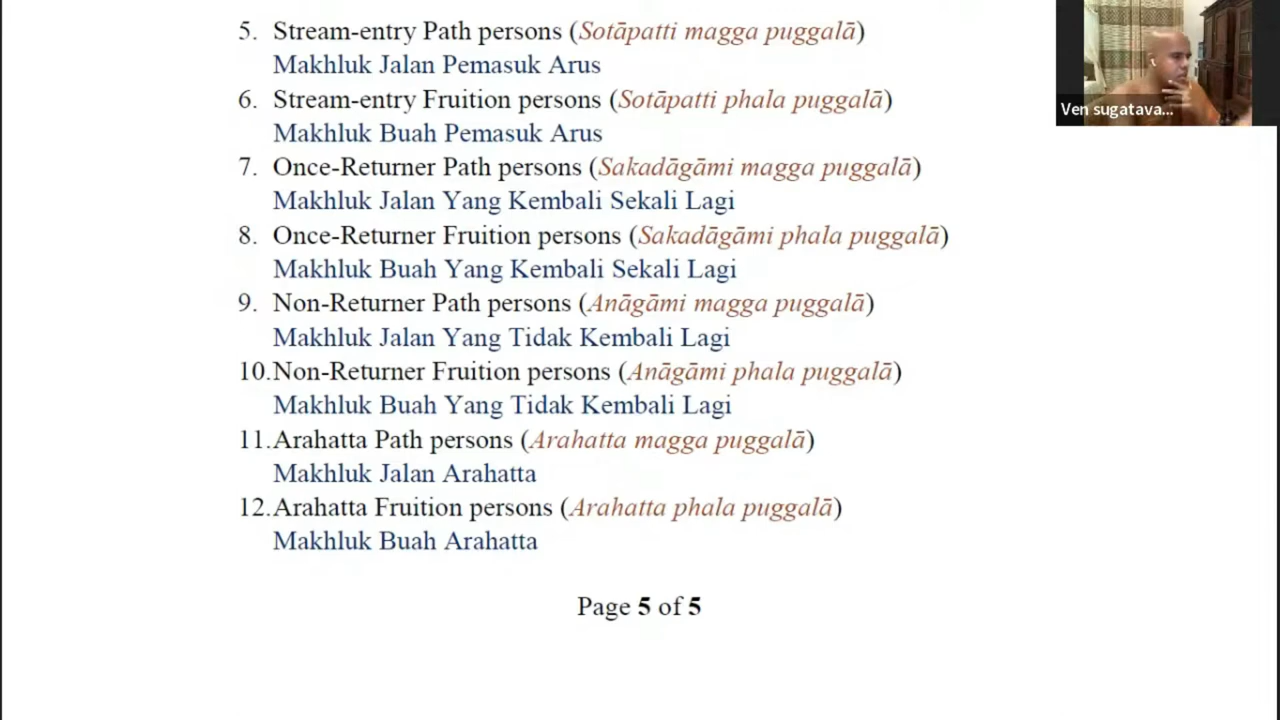 5. Stream-entry Path persons (Sotāpatti magga puggalā)
Makhluk Jalan Pemasuk Arus
6. Stream-entry Fruition persons (Sotāpatti phala puggalā)
Makhluk Buah Pemasuk Arus
7. Once-Returner Path persons (Sakadāgāmi magga puggalā)
Makhluk Jalan Yang Kembali Sekali Lagi
8. Once-Returner Fruition persons (Sakadāgāmi phala puggalā)
Makhluk Buah Yang Kembali Sekali Lagi
9. Non-Returner Path persons (Anāgāmi magga puggalā)
Makhluk Jalan Yang Tidak Kembali Lagi
10.Non-Returner Fruition persons (Anāgāmi phala puggalā)
Makhluk Buah Yang Tidak Kembali Lagi
11.Arahatta Path persons (Arahatta magga puggalā)
Makhluk Jalan Arahatta
12.Arahatta Fruition persons (Arahatta phala puggalā)
Makhluk Buah Arahatta
Page 5 of 5
Ven sugatava...